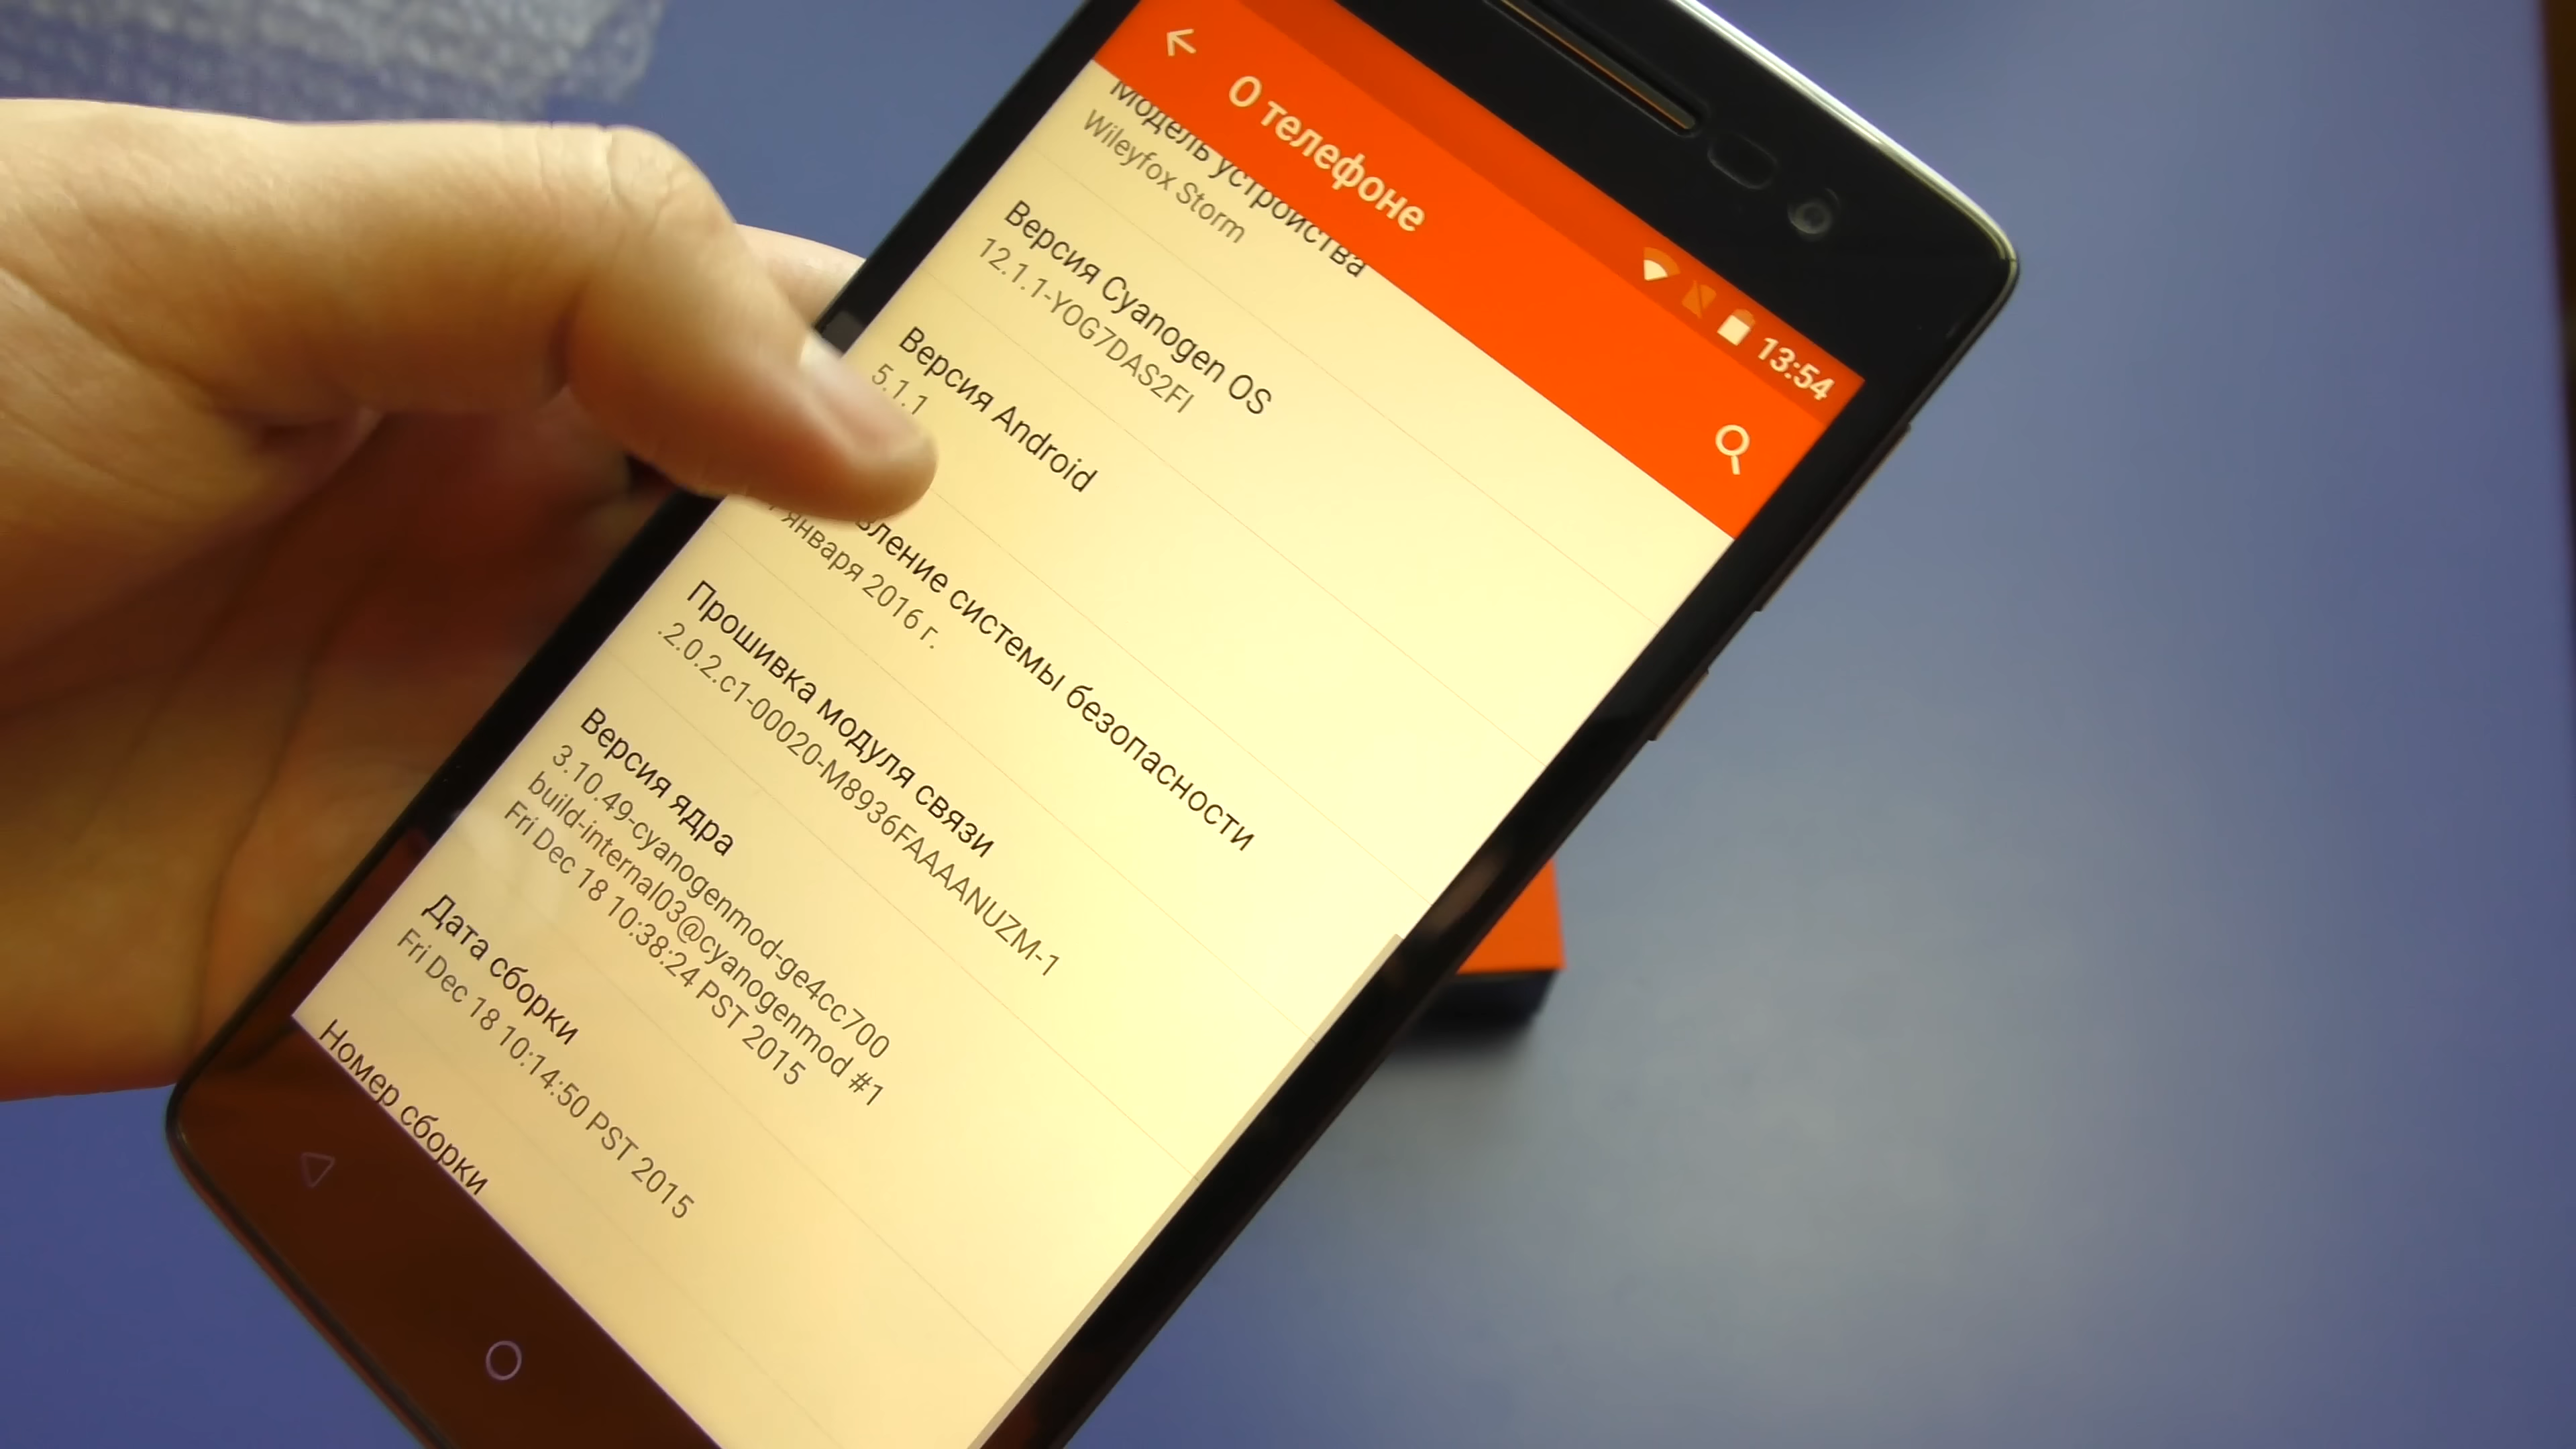 13:54
О телефоне
Модель устройства
Wileyfox Storm
Версия Cyanogen OS
12.1.1-YOG7DAS2FI
Версия Android
5.1.1
вление системы безопасности
января 2016 г.
Прошивка модуля связи
.2.0.2.c1-00020-M8936FAAAANUZM-1
Версия ядра
3.10.49-cyanogenmod-ge4cc700
build-internal03@cyanogenmod #1
Fri Dec 18 10:38:24 PST 2015
Дата сборки
Fri Dec 18 10:14:50 PST 2015
Номер сборки